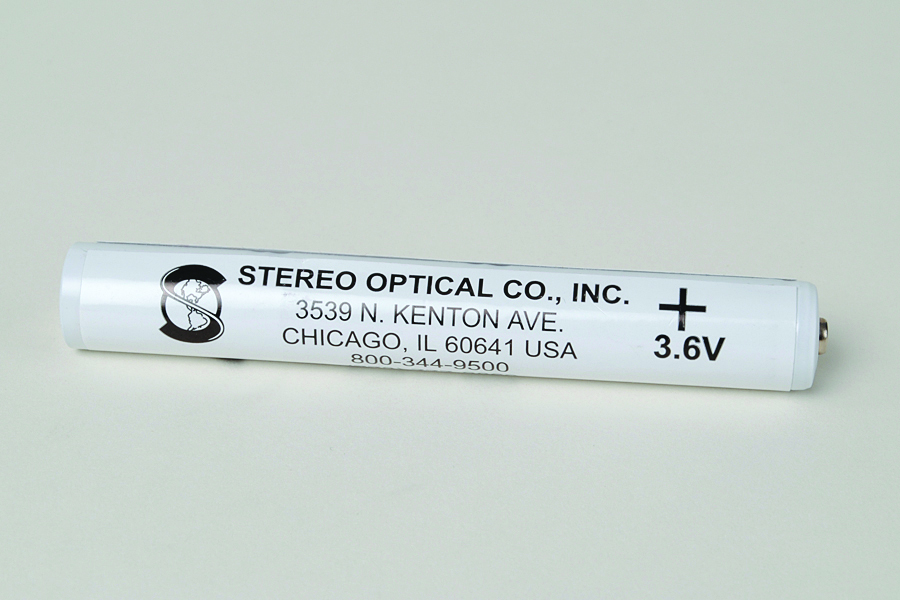 STEREO OPTICAL CO., INC.
3539 N. KENTON AVE.
CHICAGO, IL 60641 USA
800-344-9500
+
3.6V